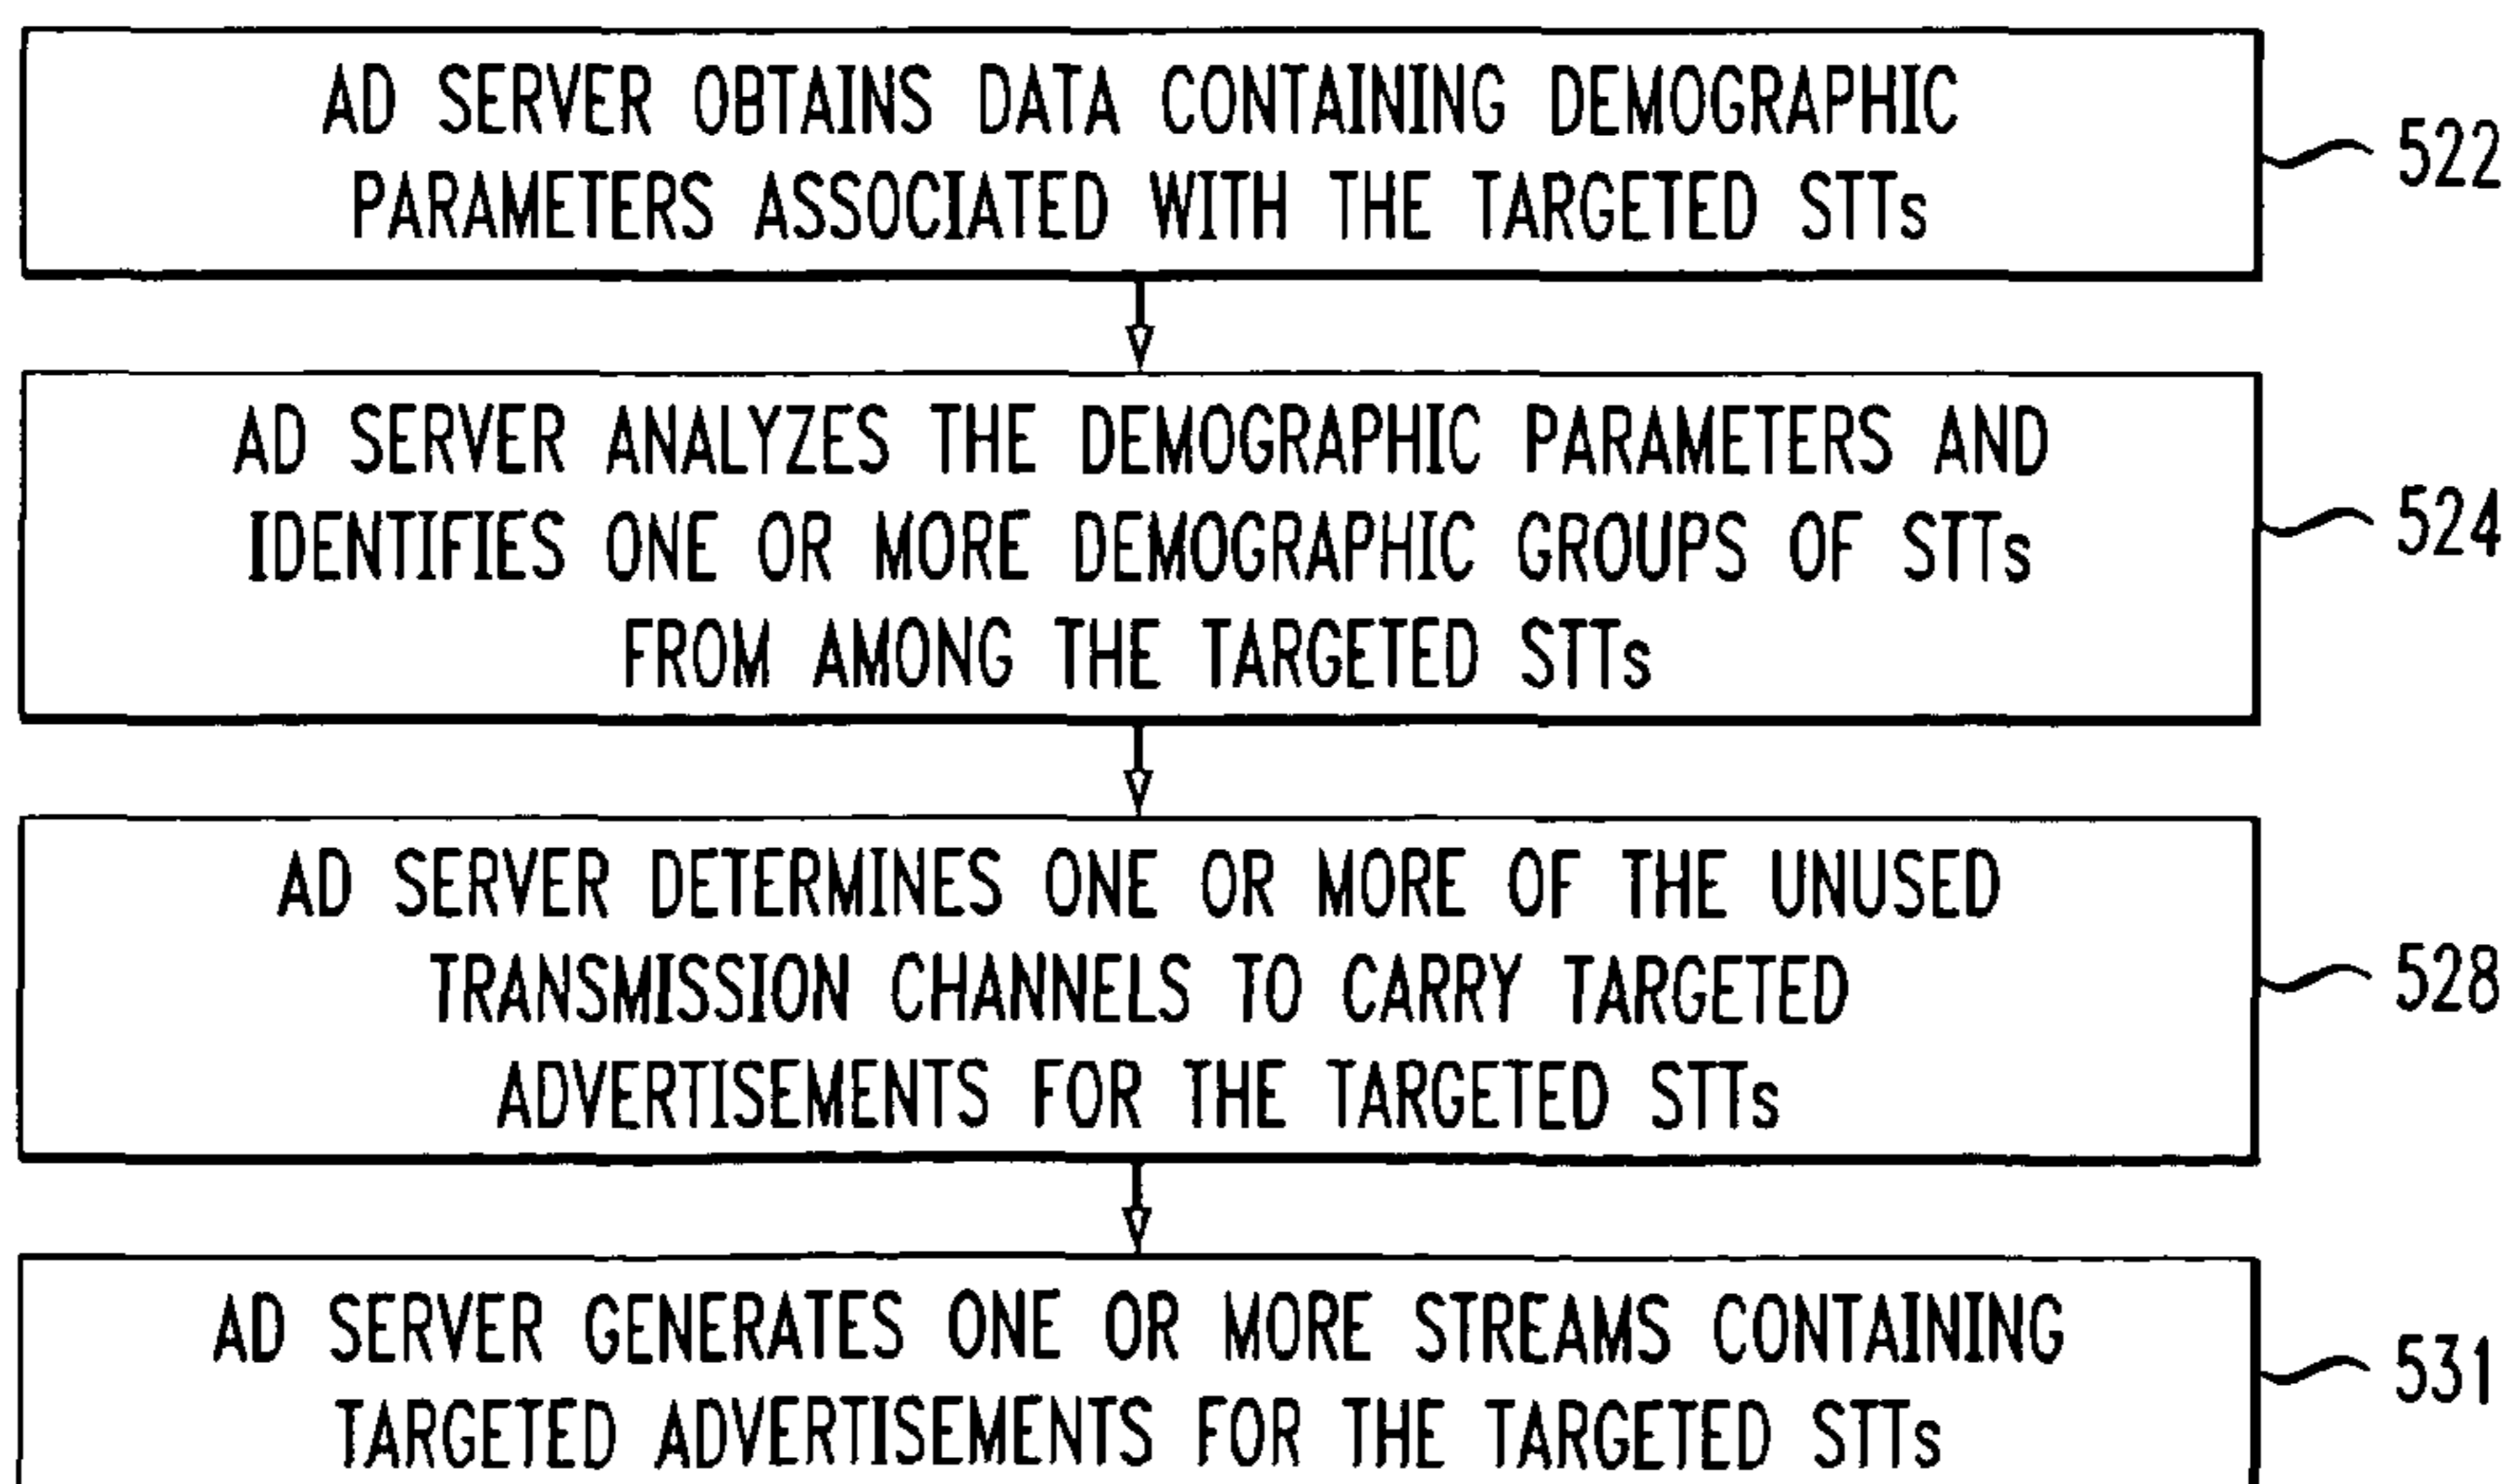 AD SERVER OBTAINS DATA CONTAINING DEMOGRAPHIC
PARAMETERS ASSOCIATED WITH THE TARGETED STTs
522
AD SERVER ANALYZES THE DEMOGRAPHIC PARAMETERS AND
IDENTIFIES ONE OR MORE DEMOGRAPHIC GROUPS OF STTs
FROM AMONG THE TARGETED STTs
524
AD SERVER DETERMINES ONE OR MORE OF THE UNUSED
TRANSMISSION CHANNELS TO CARRY TARGETED
ADVERTISEMENTS FOR THE TARGETED STTs
528
AD SERVER GENERATES ONE OR MORE STREAMS CONTAINING
TARGETED ADVERTISEMENTS FOR THE TARGETED STTs
531